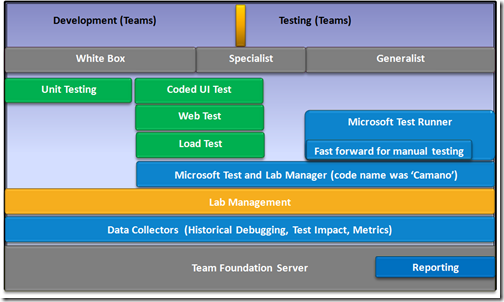 Development (Teams) Testing (Teams)
White Box Specialist Generalist
Unit Testing Coded UI Test
Web Test
Microsoft Test Runner
Load Test
Fast forward for manual testing
Microsoft Test and Lab Manager (code name was ‘Camano’)
Lab Management
Data Collectors (Historical Debugging, Test Impact, Metrics)
Team Foundation Server Reporting